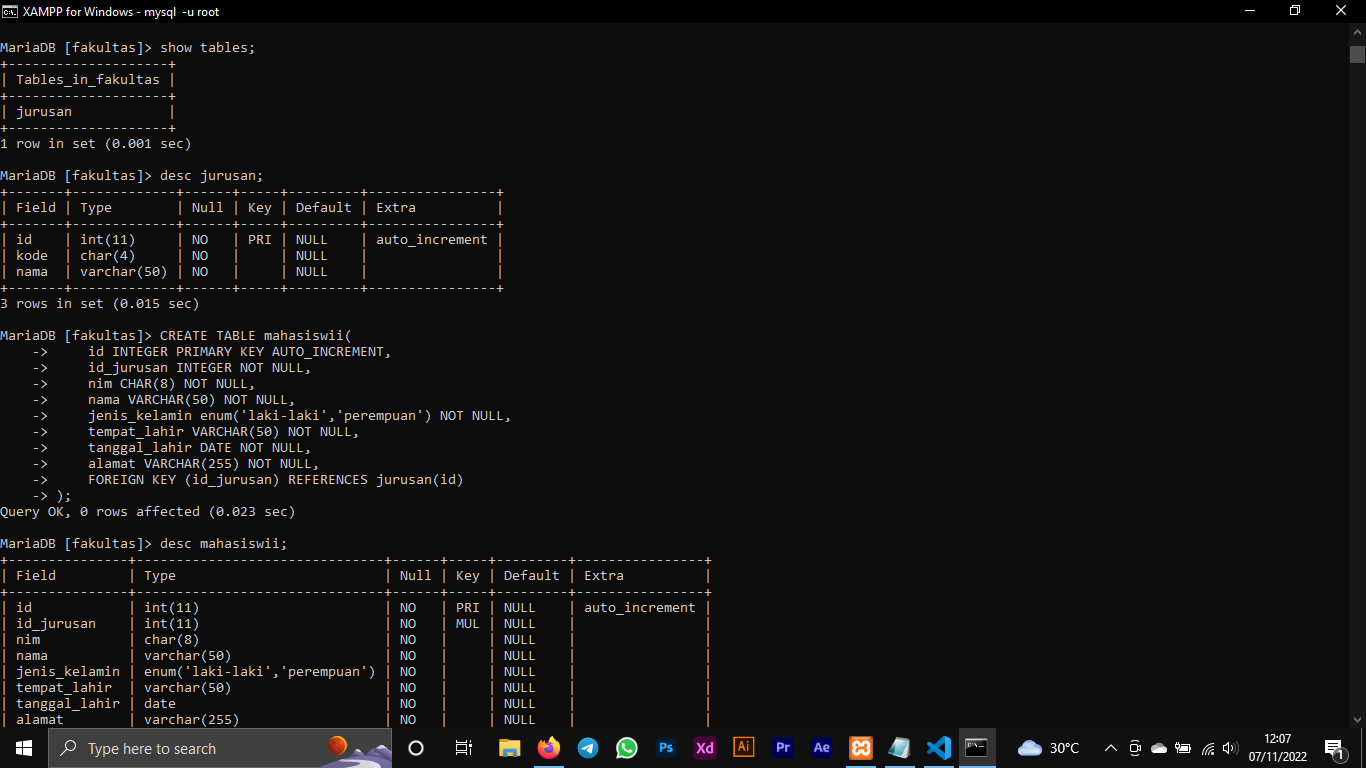 XAMPP for Windows - mysql -u root
MariaDB [fakultas]> show tables;
+--------------------+
| Tables_in_fakultas |
+--------------------+
| jurusan            |
+--------------------+
1 row in set (0.001 sec)
MariaDB [fakultas]> desc jurusan;
+-------+-------------+------+-----+---------+----------------+
| Field | Type        | Null | Key | Default | Extra          |
+-------+-------------+------+-----+---------+----------------+
| id    | int(11)     | NO   | PRI | NULL    | auto_increment |
| kode  | char(4)     | NO   |     | NULL    |                |
| nama  | varchar(50) | NO   |     | NULL    |                |
+-------+-------------+------+-----+---------+----------------+
3 rows in set (0.015 sec)
MariaDB [fakultas]> CREATE TABLE mahasiswii(
    ->     id INTEGER PRIMARY KEY AUTO_INCREMENT,
    ->     id_jurusan INTEGER NOT NULL,
    ->     nim CHAR(8) NOT NULL,
    ->     nama VARCHAR(50) NOT NULL,
    ->     jenis_kelamin enum('laki-laki','perempuan') NOT NULL,
    ->     tempat_lahir VARCHAR(50) NOT NULL,
    ->     tanggal_lahir DATE NOT NULL,
    ->     alamat VARCHAR(255) NOT NULL,
    ->     FOREIGN KEY (id_jurusan) REFERENCES jurusan(id)
    -> );
Query OK, 0 rows affected (0.023 sec)
MariaDB [fakultas]> desc mahasiswii;
+---------------+-------------------------------+------+-----+---------+----------------+
| Field         | Type                          | Null | Key | Default | Extra          |
+---------------+-------------------------------+------+-----+---------+----------------+
| id            | int(11)                       | NO   | PRI | NULL    | auto_increment |
| id_jurusan    | int(11)                       | NO   | MUL | NULL    |                |
| nim           | char(8)                       | NO   |     | NULL    |                |
| nama          | varchar(50)                   | NO   |     | NULL    |                |
| jenis_kelamin | enum('laki-laki','perempuan') | NO   |     | NULL    |                |
| tempat_lahir  | varchar(50)                   | NO   |     | NULL    |                |
| tanggal_lahir | date                          | NO   |     | NULL    |                |
| alamat        | varchar(255)                  | NO   |     | NULL    |                |
Type here to search
Ps
Xd
Ai
Pr
Ae
30°C
12:07
07/11/2022
1